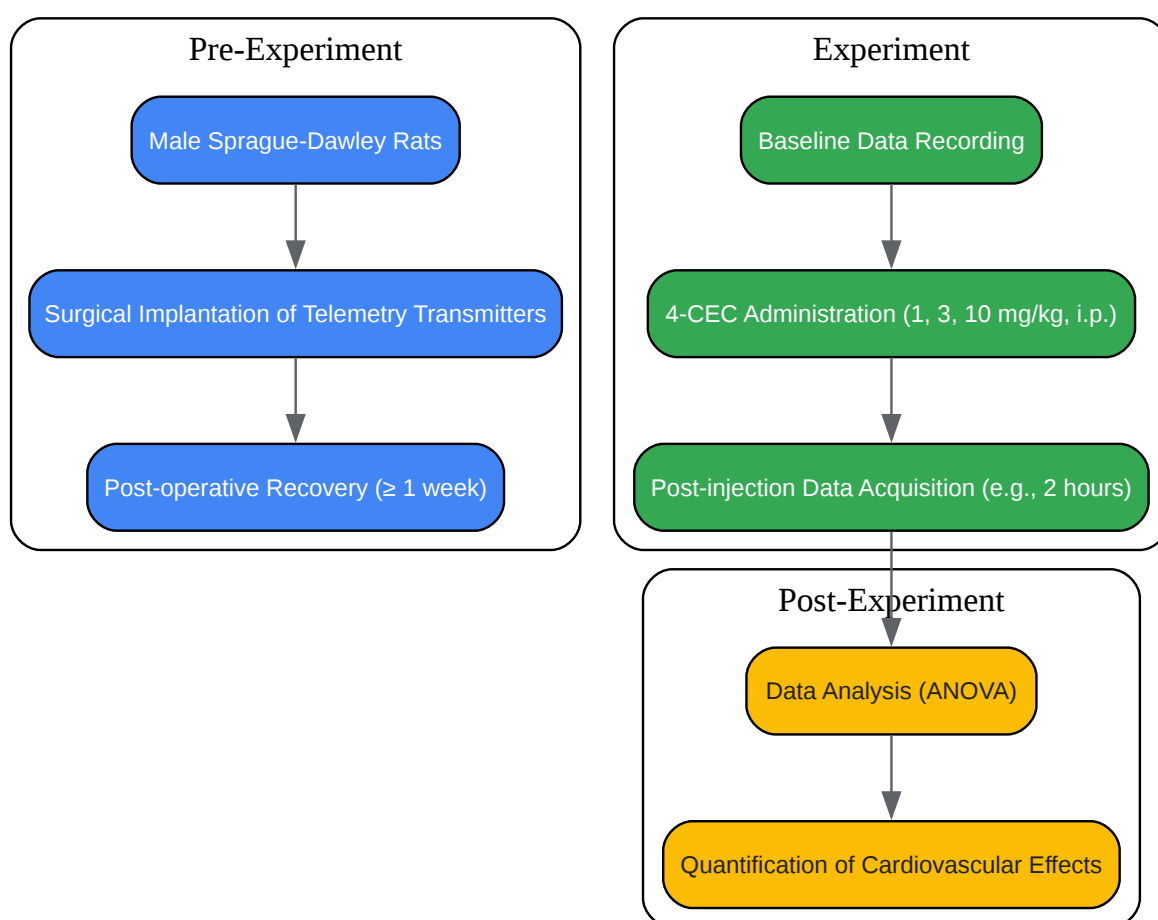 Pre-Experiment
Male Sprague-Dawley Rats
Surgical Implantation of Telemetry Transmitters
Post-operative Recovery (≥ 1 week)
Experiment
Baseline Data Recording
4-CEC Administration (1, 3, 10 mg/kg, i.p.)
Post-injection Data Acquisition (e.g., 2 hours)
Post-Experiment
Data Analysis (ANOVA)
Quantification of Cardiovascular Effects